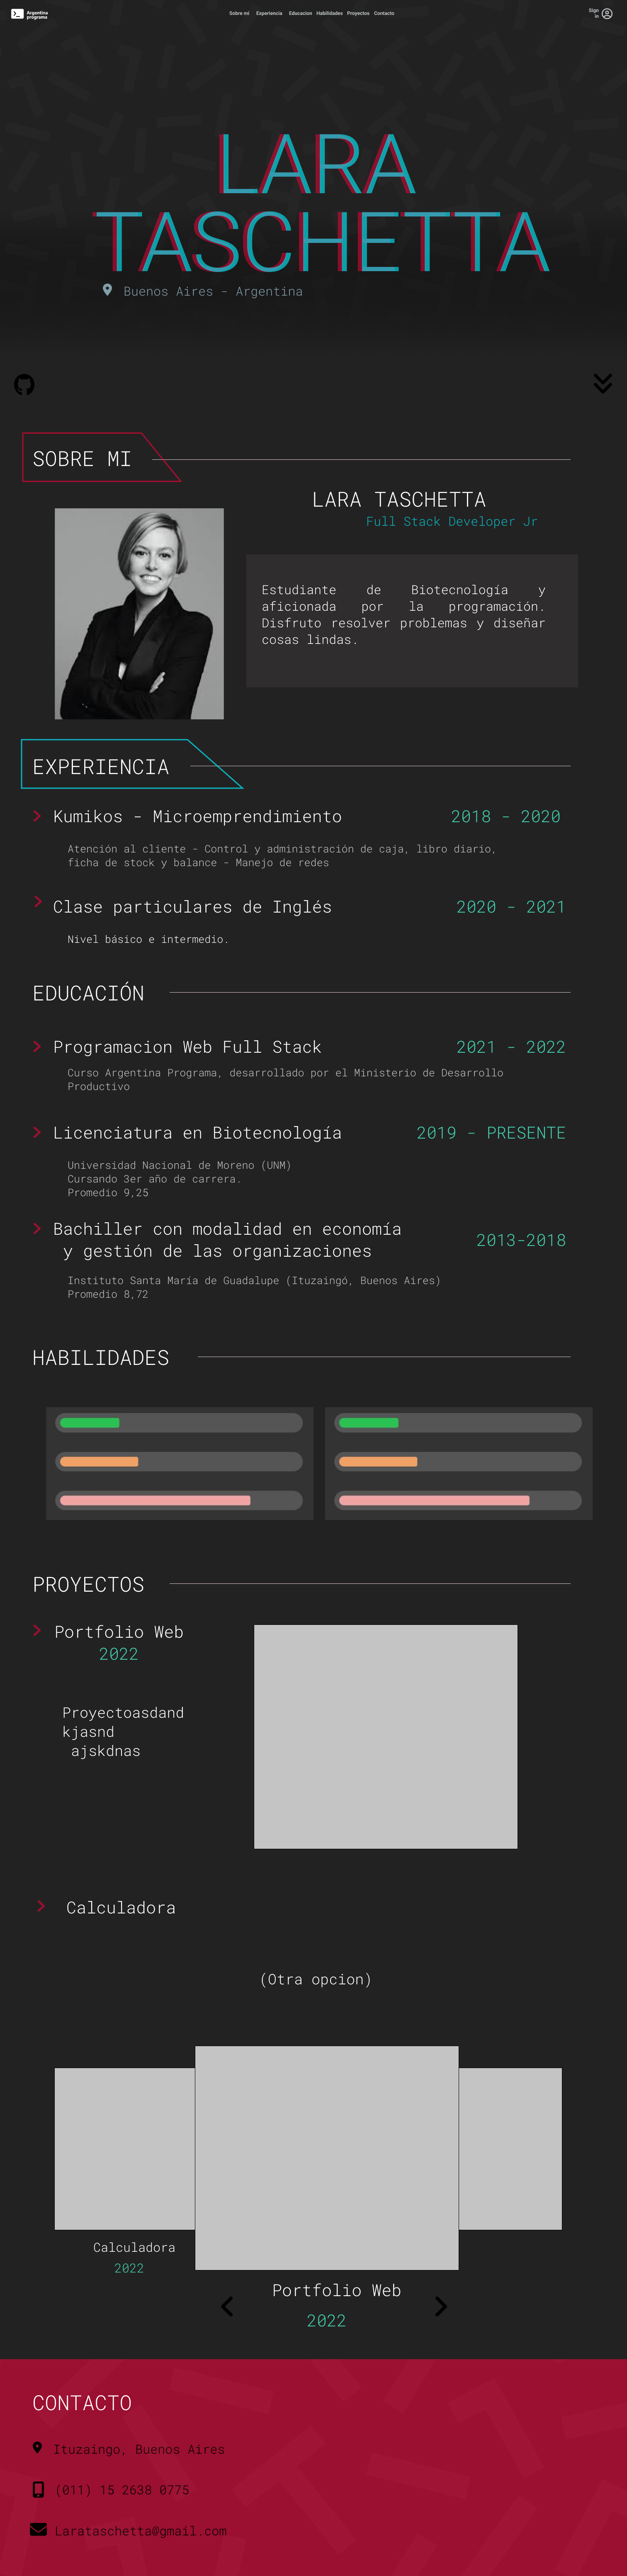 Argentina
programa
Sobre mi Experiencia Educacion Habilidades Proyectos Contacto
Sign
in
LARA
TASCHETTA
Buenos Aires - Argentina
SOBRE MI
LARA TASCHETTA
Full Stack Developer Jr
Estudiante de Biotecnología y
aficionada por la programación.
Disfruto resolver problemas y diseñar
cosas lindas.
EXPERIENCIA
Kumikos - Microemprendimiento 2018 - 2020
Atención al cliente - Control y administración de caja, libro diario,
ficha de stock y balance - Manejo de redes
Clase particulares de Inglés 2020 - 2021
Nivel básico e intermedio.
EDUCACIÓN
Programacion Web Full Stack 2021 - 2022
Curso Argentina Programa, desarrollado por el Ministerio de Desarrollo
Productivo
Licenciatura en Biotecnología 2019 - PRESENTE
Universidad Nacional de Moreno (UNM)
Cursando 3er año de carrera.
Promedio 9,25
Bachiller con modalidad en economía
y gestión de las organizaciones 2013-2018
Instituto Santa María de Guadalupe (Ituzaingó, Buenos Aires)
Promedio 8,72
HABILIDADES
PROYECTOS
Portfolio Web
2022
Proyectoasdand
kjasnd
ajskdnas
Calculadora
(Otra opcion)
Calculadora
2022
Portfolio Web
2022
CONTACTO
Ituzaingo, Buenos Aires
(011) 15 2638 0775
Larataschetta@gmail.com